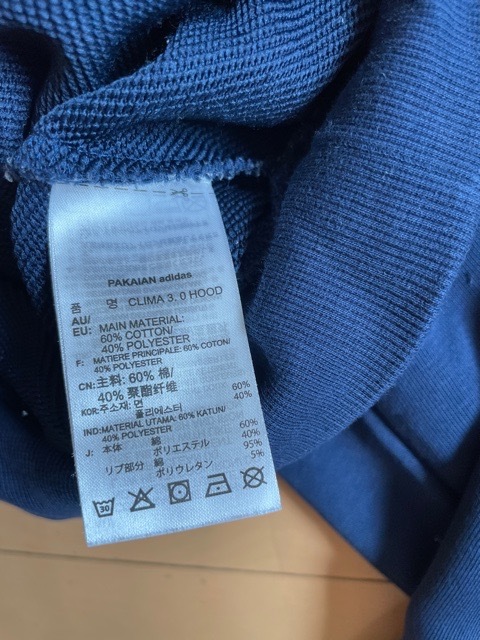 PAKAIAN adidas
품 명 CLIMA 3.0 HOOD
AU/
EU: MAIN MATERIAL:
60% COTTON/
40% POLYESTER
F: MATIERE PRINCIPALE: 60% COTON/
40% POLYESTER
CN: 主料: 60% 棉/
40% 聚酯纤维
KOR: 주소재: 면 60%
폴리에스터 40%
IND: MATERIAL UTAMA: 60% KATUN/
40% POLYESTER
J: 本体 綿 60%
ポリエステル 40%
リブ部分 綿 95%
ポリウレタン 5%
30